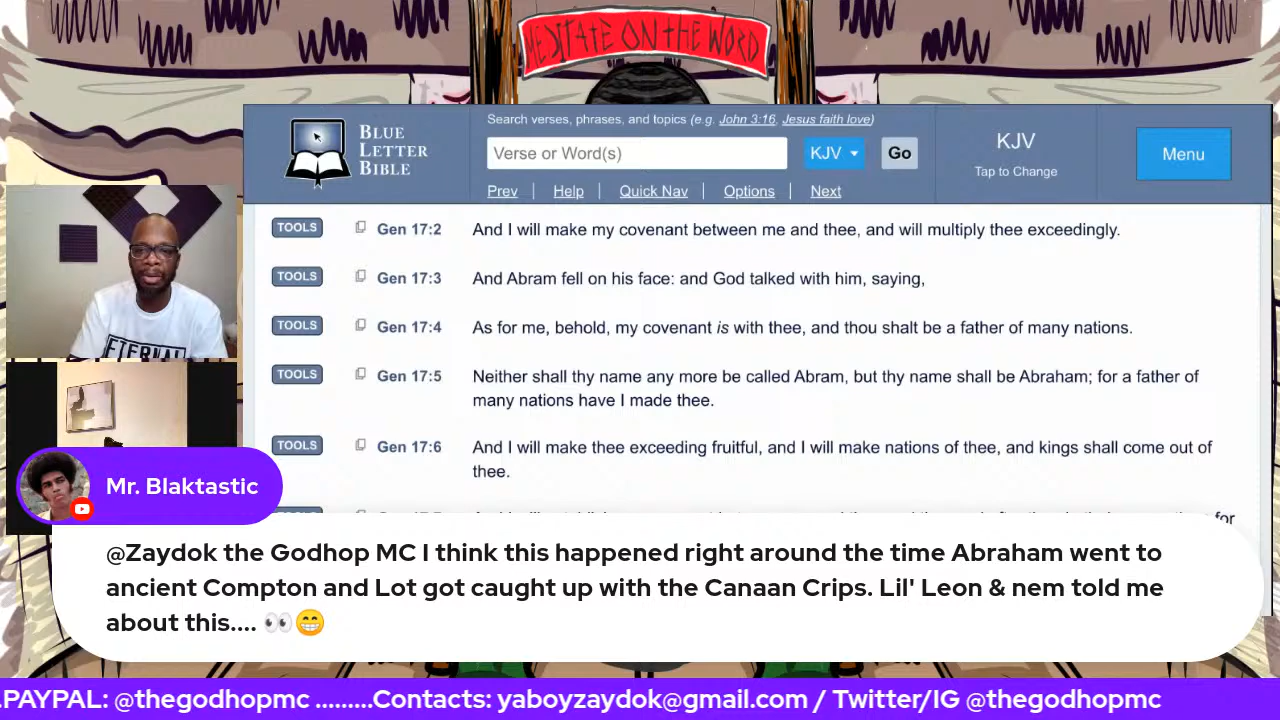 MEDITATE ON THE WORD
Search verses, phrases, and topics (e.g. John 3:16, Jesus faith love)
BLUE
LETTER
BIBLE
Verse or Word(s)
KJV
Go
KJV
Tap to Change
Menu
Prev | Help | Quick Nav | Options | Next
TOOLS Gen 17:2 And I will make my covenant between me and thee, and will multiply thee exceedingly.
TOOLS Gen 17:3 And Abram fell on his face: and God talked with him, saying,
TOOLS Gen 17:4 As for me, behold, my covenant is with thee, and thou shalt be a father of many nations.
TOOLS Gen 17:5 Neither shall thy name any more be called Abram, but thy name shall be Abraham; for a father of
many nations have I made thee.
TOOLS Gen 17:6 And I will make thee exceeding fruitful, and I will make nations of thee, and kings shall come out of
thee.
for
ETERNAL
Mr. Blaktastic
@Zaydok the Godhop MC I think this happened right around the time Abraham went to
ancient Compton and Lot got caught up with the Canaan Crips. Lil' Leon & nem told me
about this.... 👀😁
.PAYPAL: @thegodhopmc .........Contacts: yaboyzaydok@gmail.com / Twitter/IG @thegodhopmc